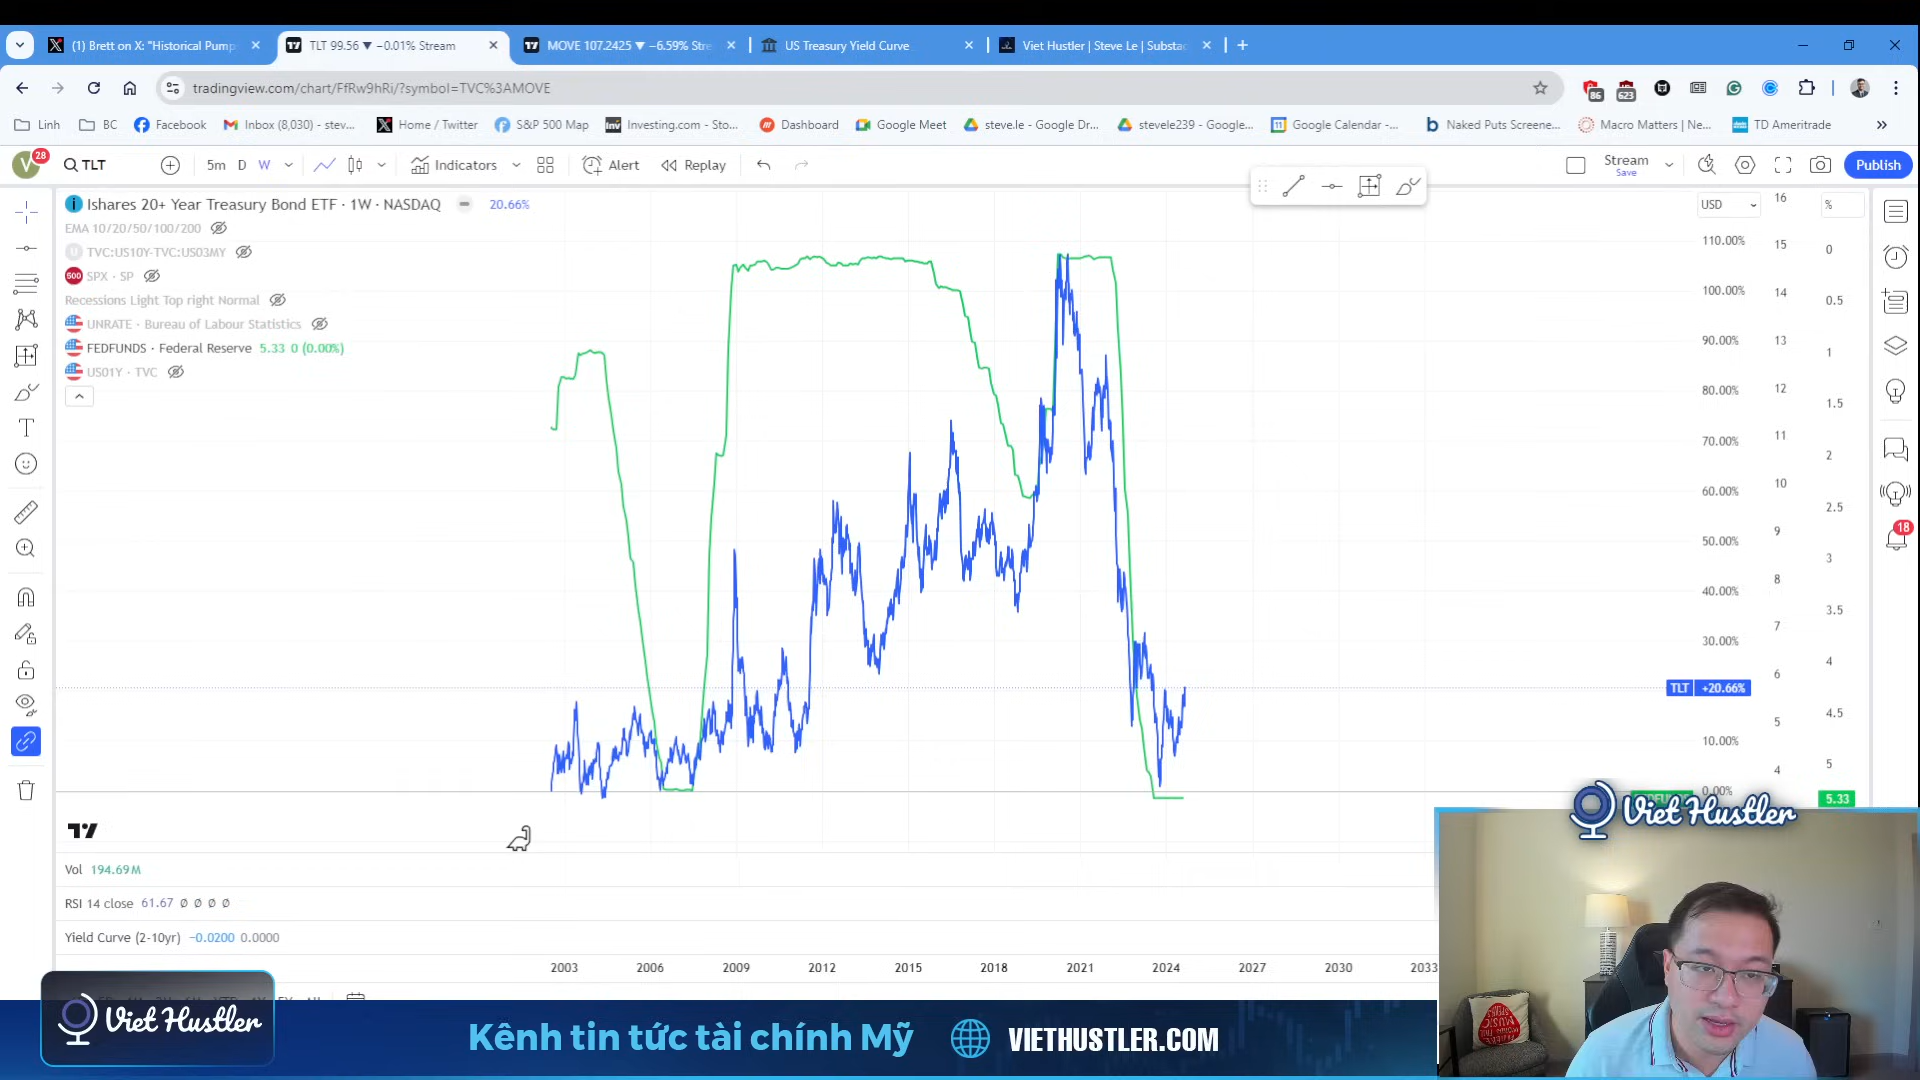 (1) Brett on X: "Historical Pump
TLT 99.56 ▼ −0.01% Stream
MOVE 107.2425 ▼ −6.59% Stre
US Treasury Yield Curve
Viet Hustler | Steve Le | Substac
tradingview.com/chart/FfRw9hRi/?symbol=TVC%3AMOVE
86
623
Linh
BC
Facebook
Inbox (8,030) - stev...
Home / Twitter
S&P 500 Map
Investing.com - Sto...
Dashboard
Google Meet
steve.le - Google Dr...
stevele239 - Google...
Google Calendar -...
Naked Puts Screene...
Macro Matters | Ne...
TD Ameritrade
V
28
TLT
5m
D
W
Indicators
Alert
Replay
Stream
Save
Publish
Ishares 20+ Year Treasury Bond ETF · 1W · NASDAQ
20.66%
EMA 10/20/50/100/200
TVC:US10Y-TVC:US03MY
500
SPX · SP
Recessions Light Top right Normal
UNRATE · Bureau of Labour Statistics
FEDFUNDS · Federal Reserve 5.33 0 (0.00%)
US01Y · TVC
USD
%
110.00%
100.00%
90.00%
80.00%
70.00%
60.00%
50.00%
40.00%
30.00%
TLT +20.66%
10.00%
0.00%
16
15
14
13
12
11
10
9
8
7
6
5
4
0
0.5
1
1.5
2
2.5
3
3.5
4
4.5
5
5.33
18
Vol 194.69M
RSI 14 close 61.67 Ø Ø Ø Ø
Yield Curve (2-10yr) −0.0200 0.0000
2003
2006
2009
2012
2015
2018
2021
2024
2027
2030
2033
Viet Hustler
Viet Hustler
Kênh tin tức tài chính Mỹ
VIETHUSTLER.COM